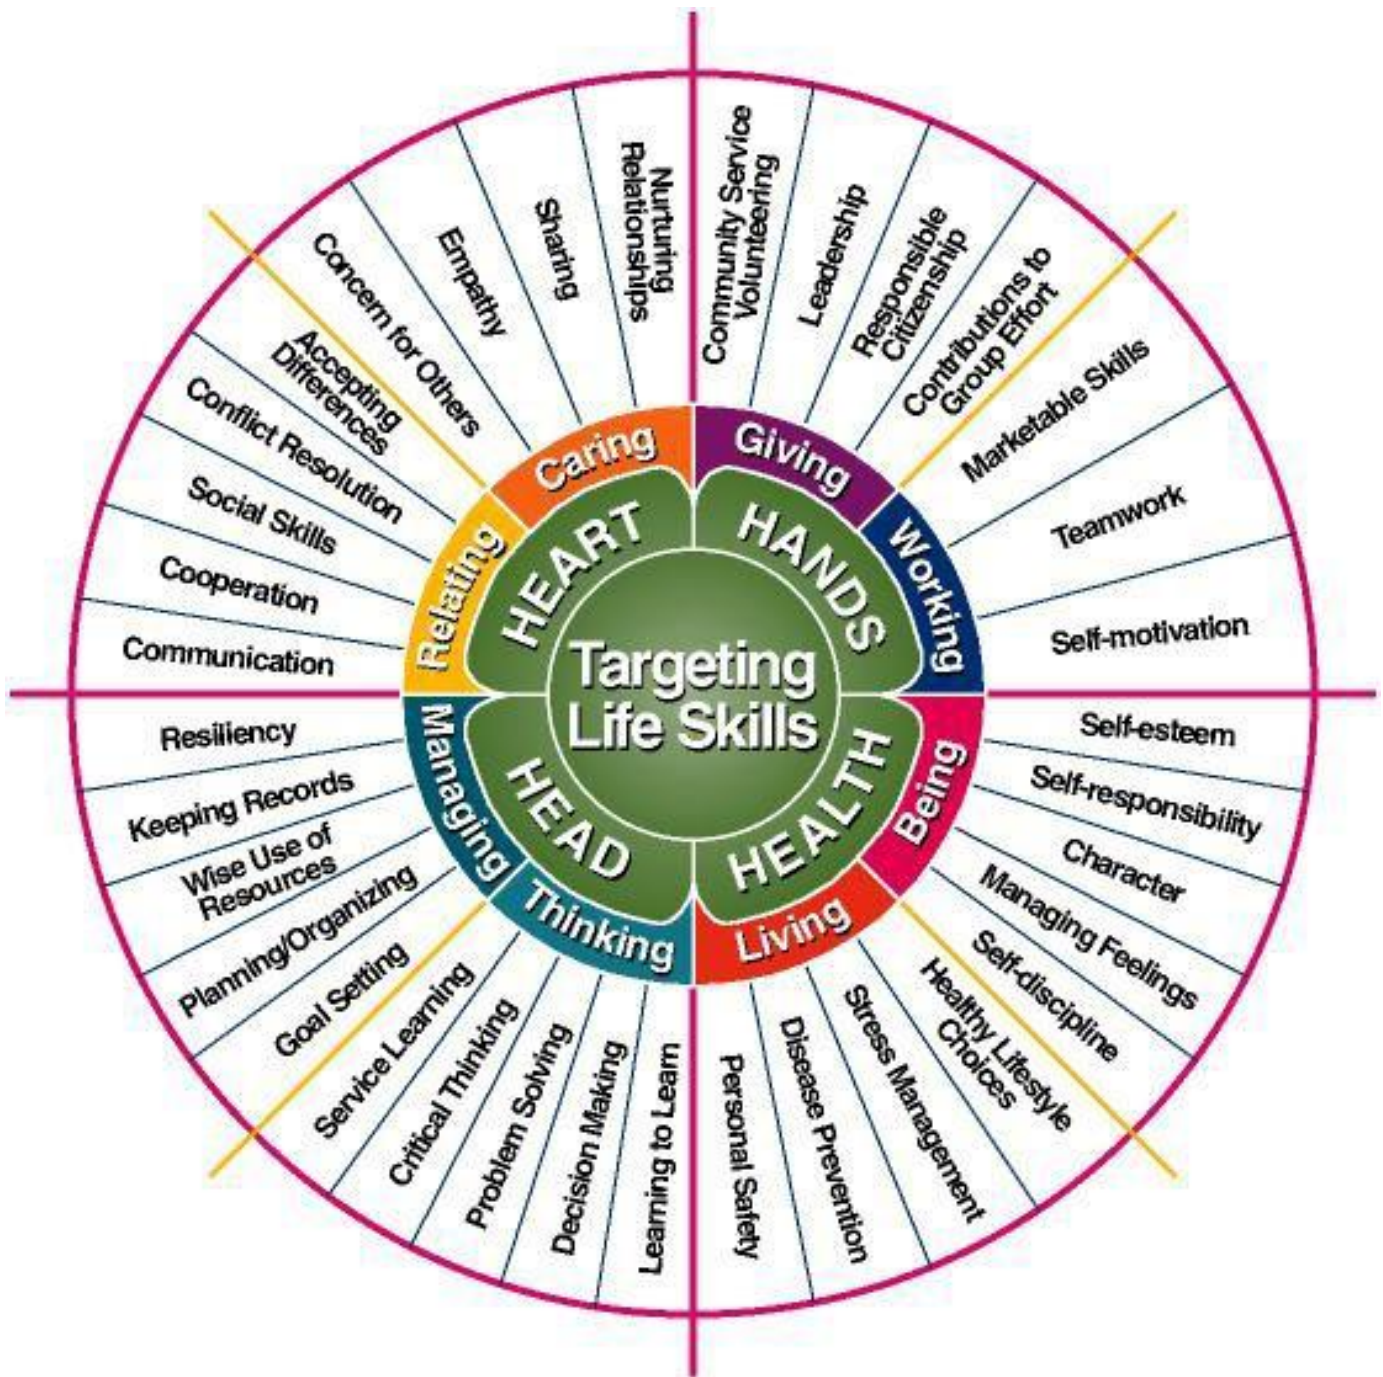 Targeting
Life Skills
HEART
HANDS
HEALTH
HEAD
Caring
Giving
Working
Being
Living
Thinking
Managing
Relating
Nurturing
Relationships
Sharing
Empathy
Concern for Others
Accepting
Differences
Conflict Resolution
Social Skills
Cooperation
Communication
Community Service
Volunteering
Leadership
Responsible
Citizenship
Contributions to
Group Effort
Marketable Skills
Teamwork
Self-motivation
Self-esteem
Self-responsibility
Character
Managing Feelings
Self-discipline
Healthy Lifestyle
Choices
Stress Management
Disease Prevention
Personal Safety
Learning to Learn
Decision Making
Problem Solving
Critical Thinking
Service Learning
Goal Setting
Planning/Organizing
Wise Use of
Resources
Keeping Records
Resiliency